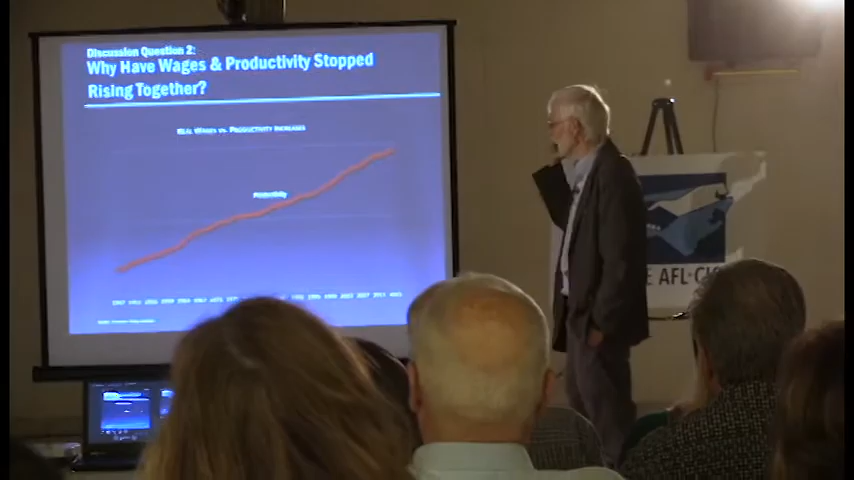 Discussion Question 2:
Why Have Wages & Productivity Stopped
Rising Together?
REAL WAGES VS. PRODUCTIVITY INCREASES
Productivity
E AFL-CIO